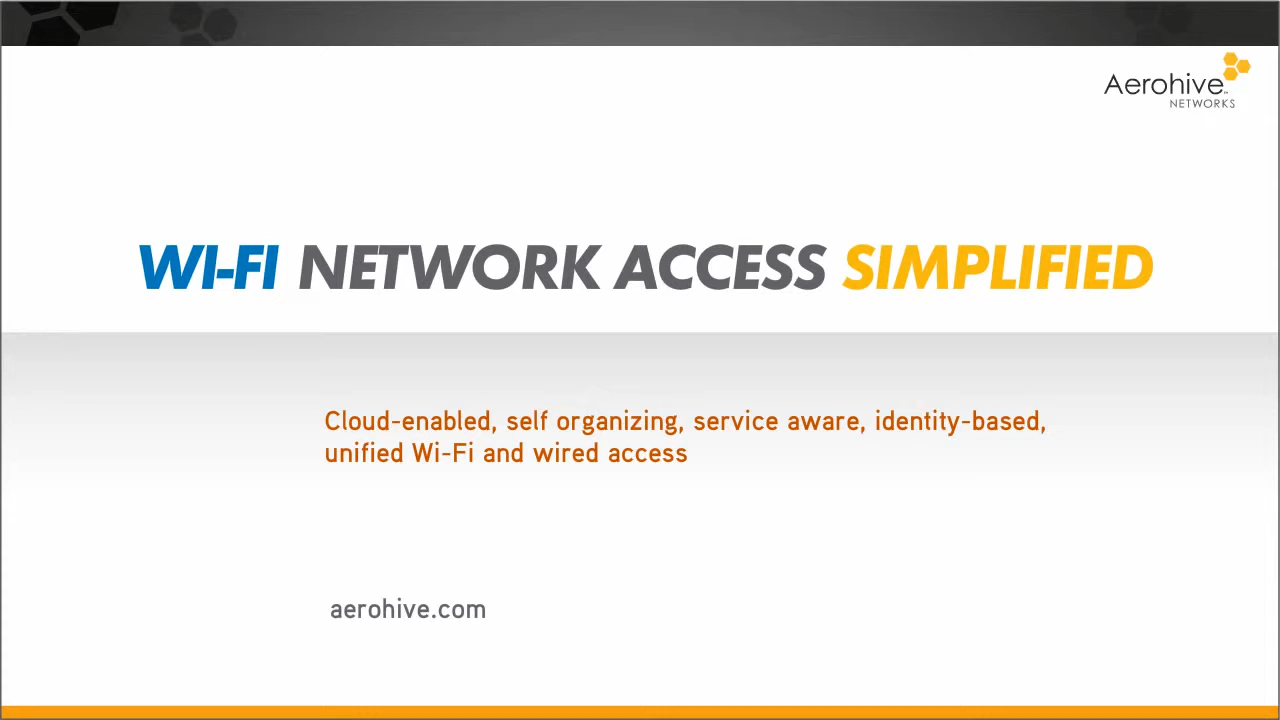 Aerohive
NETWORKS
WI-FI NETWORK ACCESS SIMPLIFIED
Cloud-enabled, self organizing, service aware, identity-based,
unified Wi-Fi and wired access
aerohive.com